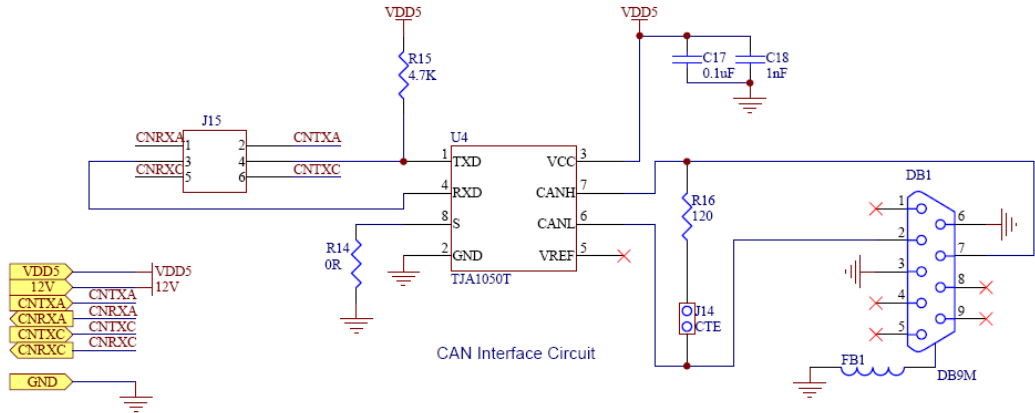 VDD5
VDD5
R15
4.7K
C17
0.1uF
C18
1nF
J15
CNRXA
1
2
CNTXA
3
4
CNRXC
5
6
CNTXC
U4
1
TXD
VCC
3
4
RXD
CANH
7
8
S
CANL
6
2
GND
VREF
5
TJA1050T
R14
0R
R16
120
J14
CTE
DB1
1
6
2
7
3
8
4
9
5
FB1
DB9M
VDD5
VDD5
12V
12V
CNTXA
CNTXA
CNRXA
CNRXA
CNTXC
CNTXC
CNRXC
CNRXC
GND
CAN Interface Circuit